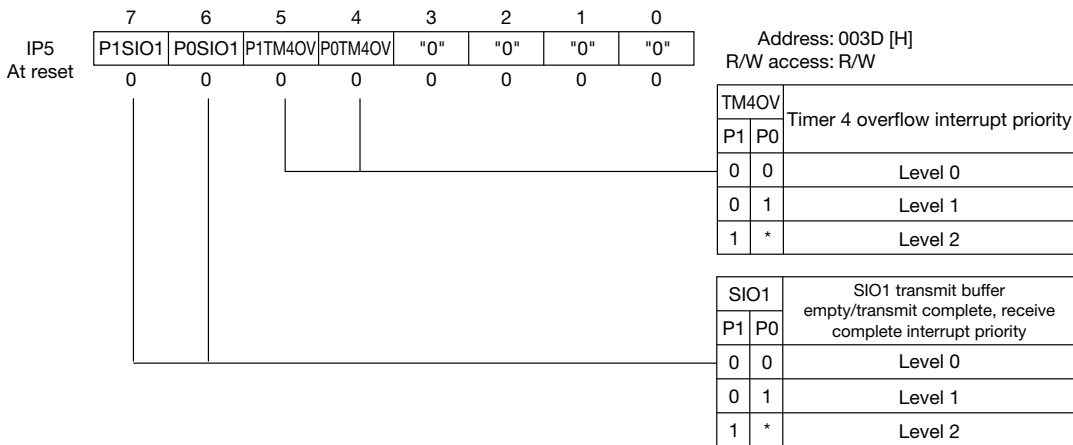 7 6 5 4 3 2 1 0
IP5 P1SIO1 P0SIO1 P1TM4OV P0TM4OV "0" "0" "0" "0"
At reset 0 0 0 0 0 0 0 0
Address: 003D [H]
R/W access: R/W
TM4OV Timer 4 overflow interrupt priority
P1 P0
0 0 Level 0
0 1 Level 1
1 * Level 2
SIO1 SIO1 transmit buffer
empty/transmit complete, receive
P1 P0 complete interrupt priority
0 0 Level 0
0 1 Level 1
1 * Level 2